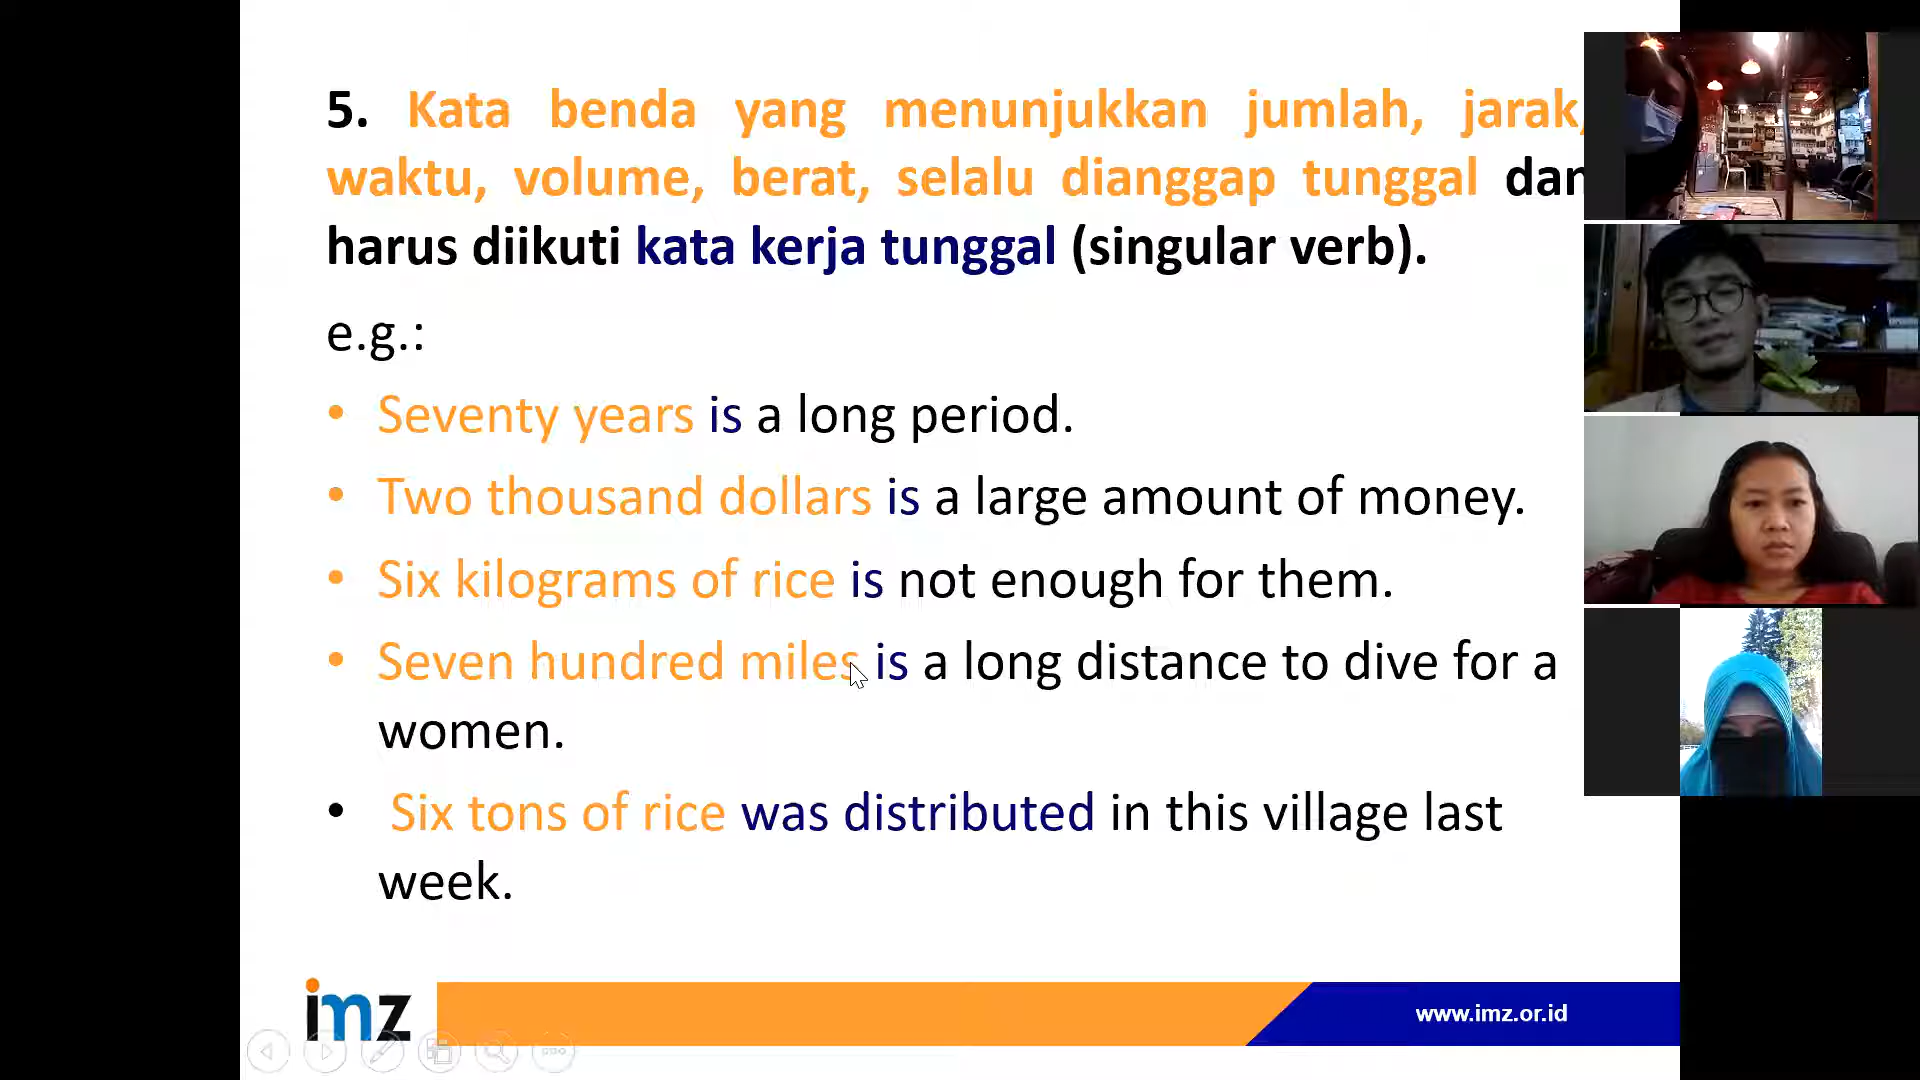 5. Kata benda yang menunjukkan jumlah, jarak,
waktu, volume, berat, selalu dianggap tunggal dan
harus diikuti kata kerja tunggal (singular verb).
e.g.:
• Seventy years is a long period.
• Two thousand dollars is a large amount of money.
• Six kilograms of rice is not enough for them.
• Seven hundred miles is a long distance to dive for a
women.
• Six tons of rice was distributed in this village last
week.
imz
www.imz.or.id